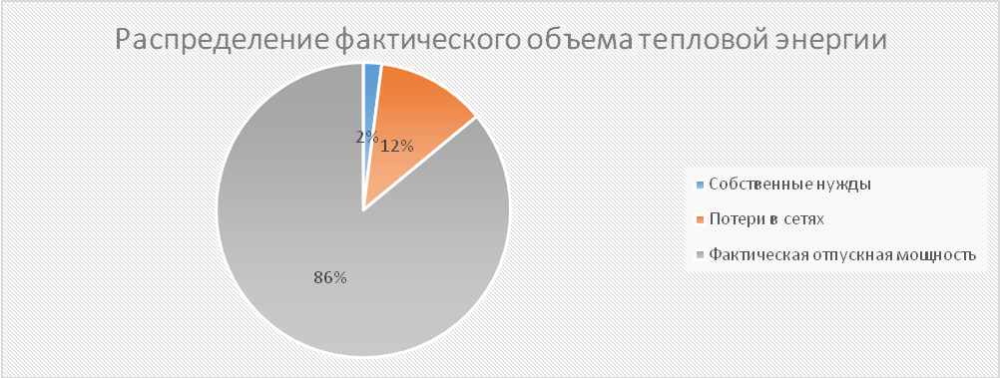 Распределение фактического объема тепловой энергии
2%
12%
86%
Собственные нужды
Потери в сетях
Фактическая отпускная мощность